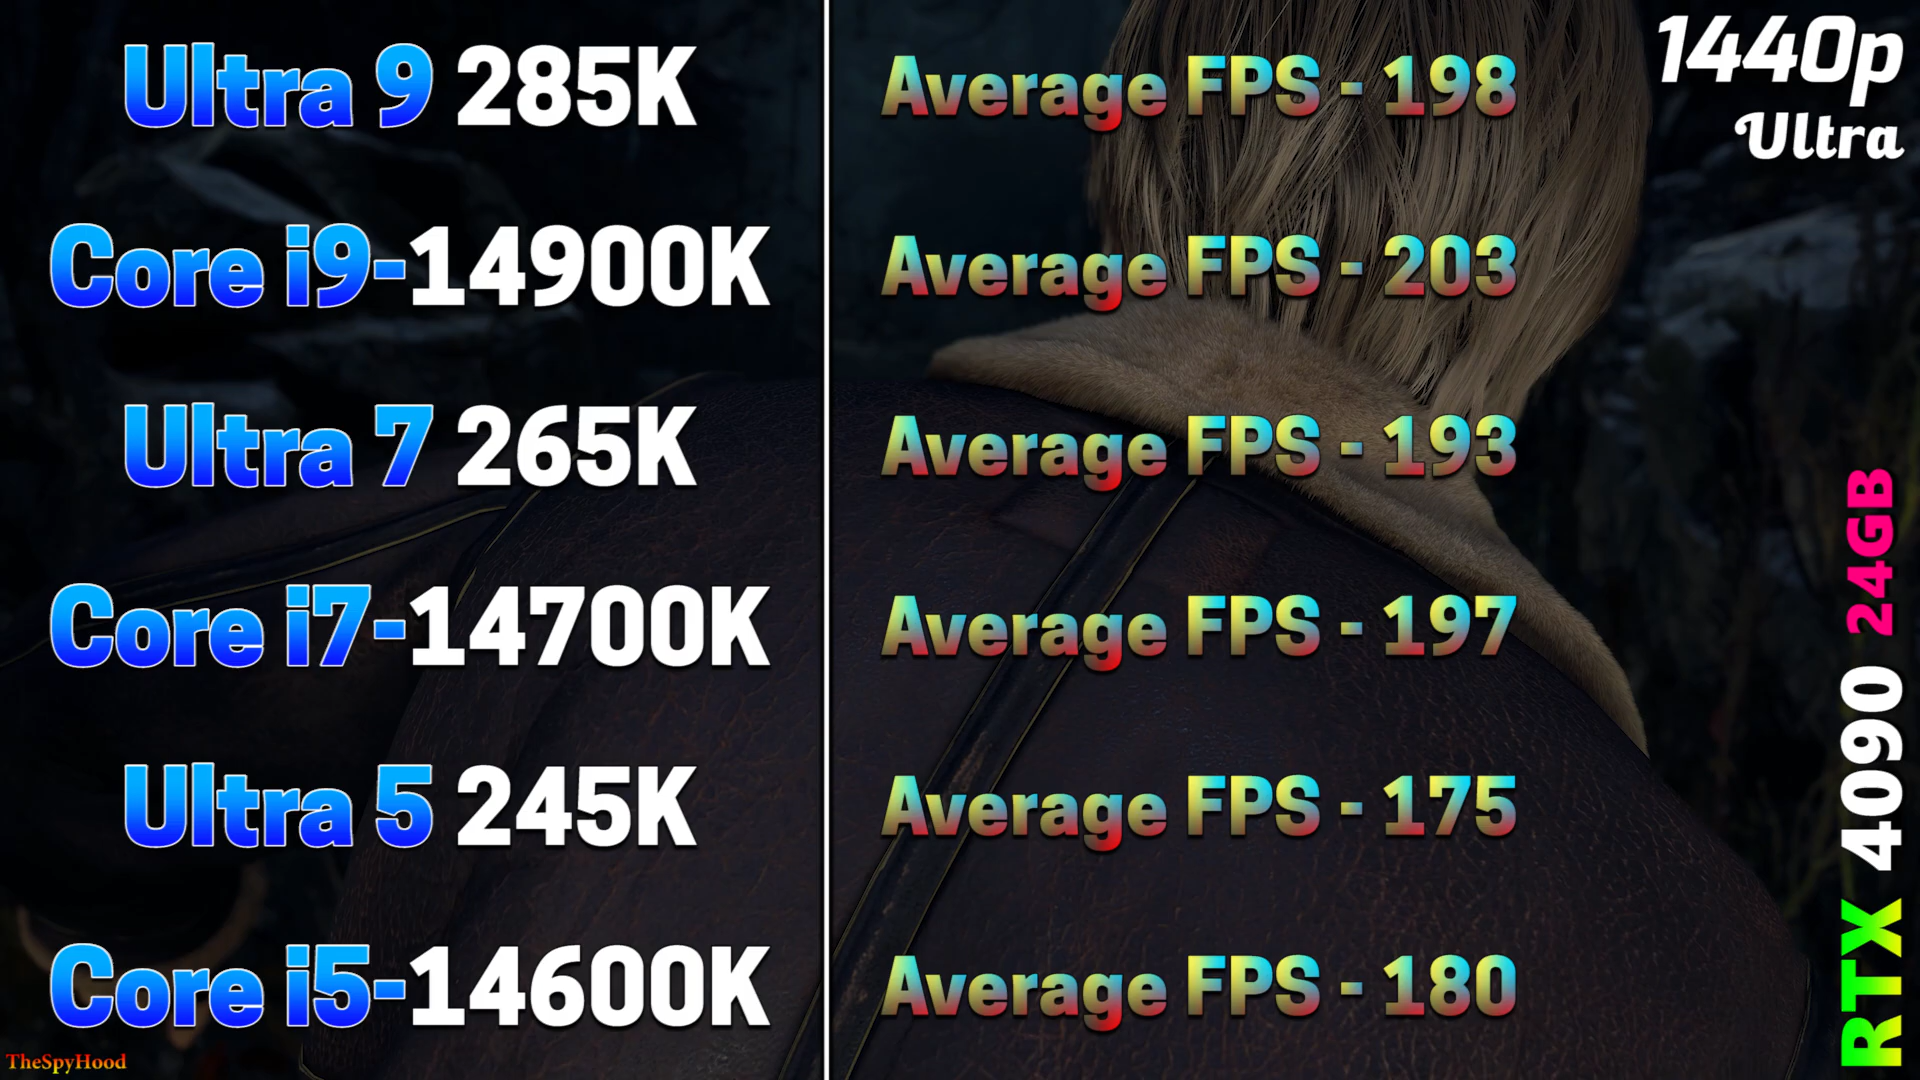 Ultra 9 285K Average FPS - 198
Core i9-14900K Average FPS - 203
Ultra 7 265K Average FPS - 193
Core i7-14700K Average FPS - 197
Ultra 5 245K Average FPS - 175
Core i5-14600K Average FPS - 180
1440p
Ultra
RTX 4090 24GB
TheSpyHood